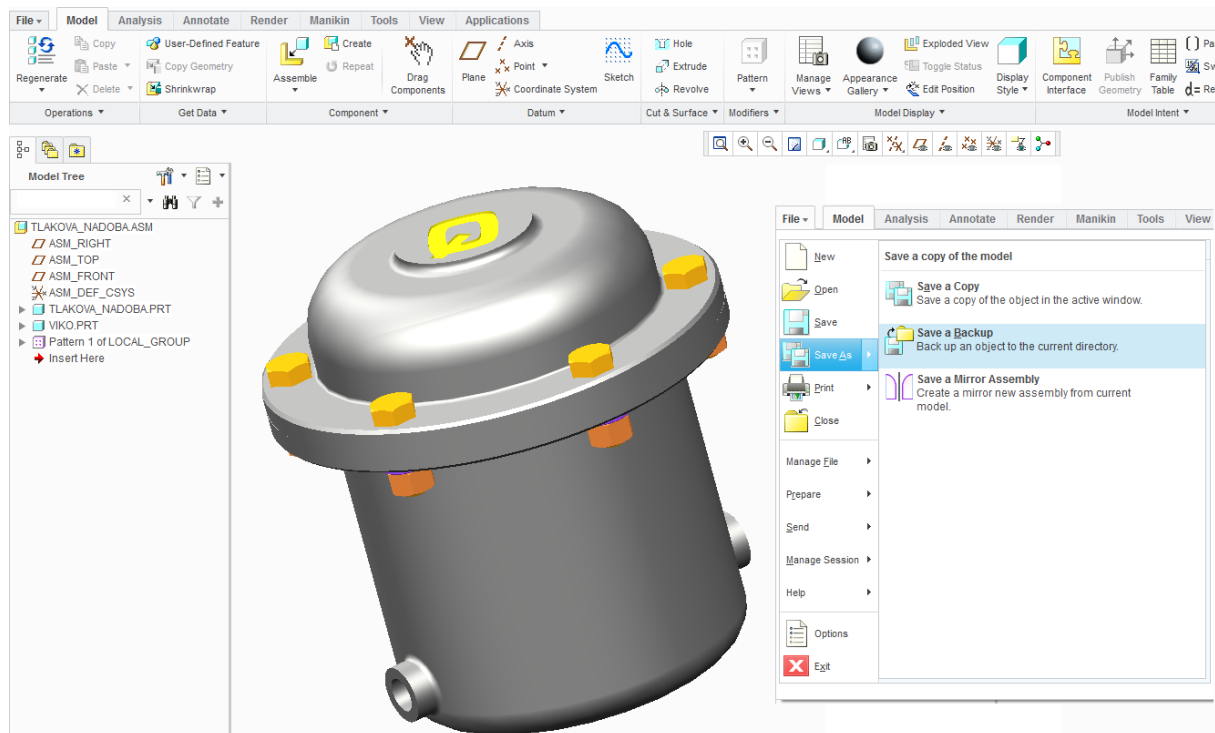 File Model Analysis Annotate Render Manikin Tools View Applications
Regenerate
Copy
Paste
Delete
User-Defined Feature
Copy Geometry
Shrinkwrap
Assemble
Create
Repeat
Drag
Components
Plane
Axis
Point
Coordinate System
Sketch
Hole
Extrude
Revolve
Pattern
Manage
Views
Appearance
Gallery
Exploded View
Toggle Status
Edit Position
Display
Style
Component
Interface
Publish
Geometry
Family
Table
Pa
Sv
d= Re
Operations Get Data Component Datum Cut & Surface Modifiers Model Display Model Intent
Model Tree
TLAKOVA_NADOBA.ASM
ASM_RIGHT
ASM_TOP
ASM_FRONT
ASM_DEF_CSYS
TLAKOVA_NADOBA.PRT
VIKO.PRT
Pattern 1 of LOCAL_GROUP
Insert Here
File Model Analysis Annotate Render Manikin Tools View
New
Open
Save
Save As
Print
Close
Manage File
Prepare
Send
Manage Session
Help
Options
Exit
Save a copy of the model
Save a Copy
Save a copy of the object in the active window.
Save a Backup
Back up an object to the current directory.
Save a Mirror Assembly
Create a mirror new assembly from current
model.